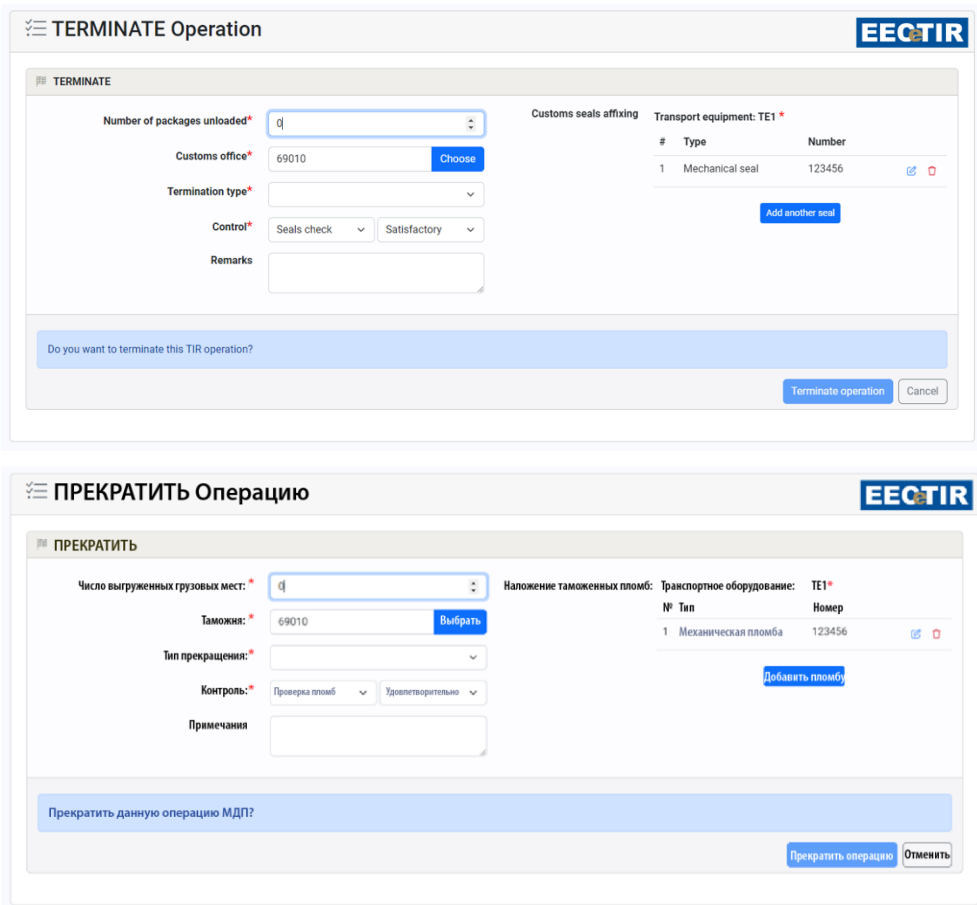 TERMINATE Operation
EEC eTIR
TERMINATE
Number of packages unloaded* 0
Customs office* 69010 Choose
Termination type*
Control* Seals check Satisfactory
Remarks
Customs seals affixing Transport equipment: TE1 *
# Type Number
1 Mechanical seal 123456
Add another seal
Do you want to terminate this TIR operation?
Terminate operation Cancel
ПРЕКРАТИТЬ Операцию
EEC eTIR
ПРЕКРАТИТЬ
Число выгруженных грузовых мест: * 0
Таможня: * 69010 Выбрать
Тип прекращения:*
Контроль:* Проверка пломб Удовлетворительно
Примечания
Наложение таможенных пломб: Транспортное оборудование: TE1*
№ Тип Номер
1 Механическая пломба 123456
Добавить пломбу
Прекратить данную операцию МДП?
Прекратить операцию Отменить